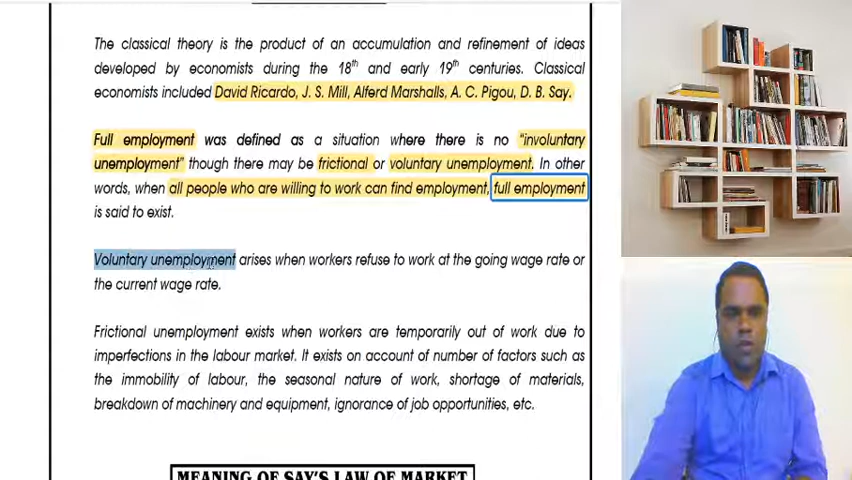 The classical theory is the product of an accumulation and refinement of ideas
developed by economists during the 18th and early 19th centuries. Classical
economists included David Ricardo, J. S. Mill, Alferd Marshalls, A. C. Pigou, D. B. Say.
Full employment was defined as a situation where there is no "involuntary
unemployment" though there may be frictional or voluntary unemployment. In other
words, when all people who are willing to work can find employment, full employment
is said to exist.
Voluntary unemployment arises when workers refuse to work at the going wage rate or
the current wage rate.
Frictional unemployment exists when workers are temporarily out of work due to
imperfections in the labour market. It exists on account of number of factors such as
the immobility of labour, the seasonal nature of work, shortage of materials,
breakdown of machinery and equipment, ignorance of job opportunities, etc.
MEANING OF SAY'S LAW OF MARKET